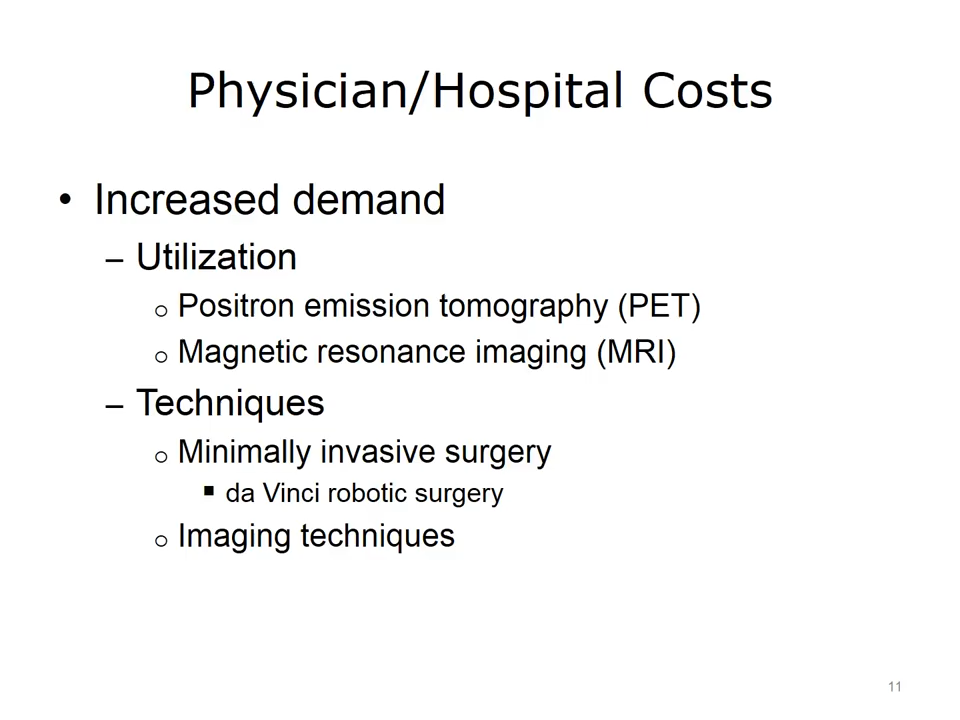 Physician/Hospital Costs
• Increased demand
– Utilization
o Positron emission tomography (PET)
o Magnetic resonance imaging (MRI)
– Techniques
o Minimally invasive surgery
▪ da Vinci robotic surgery
o Imaging techniques
11